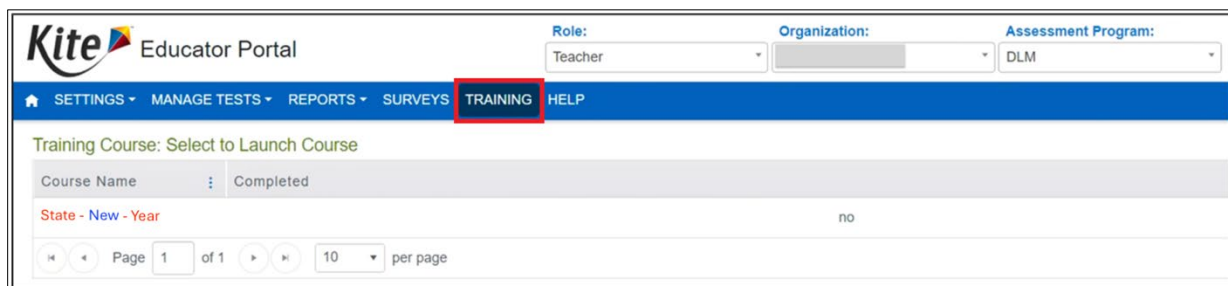 Kite Educator Portal
Role: Organization: Assessment Program:
Teacher DLM
SETTINGS MANAGE TESTS REPORTS SURVEYS TRAINING HELP
Training Course: Select to Launch Course
Course Name Completed
State - New - Year no
Page 1 of 1 10 per page